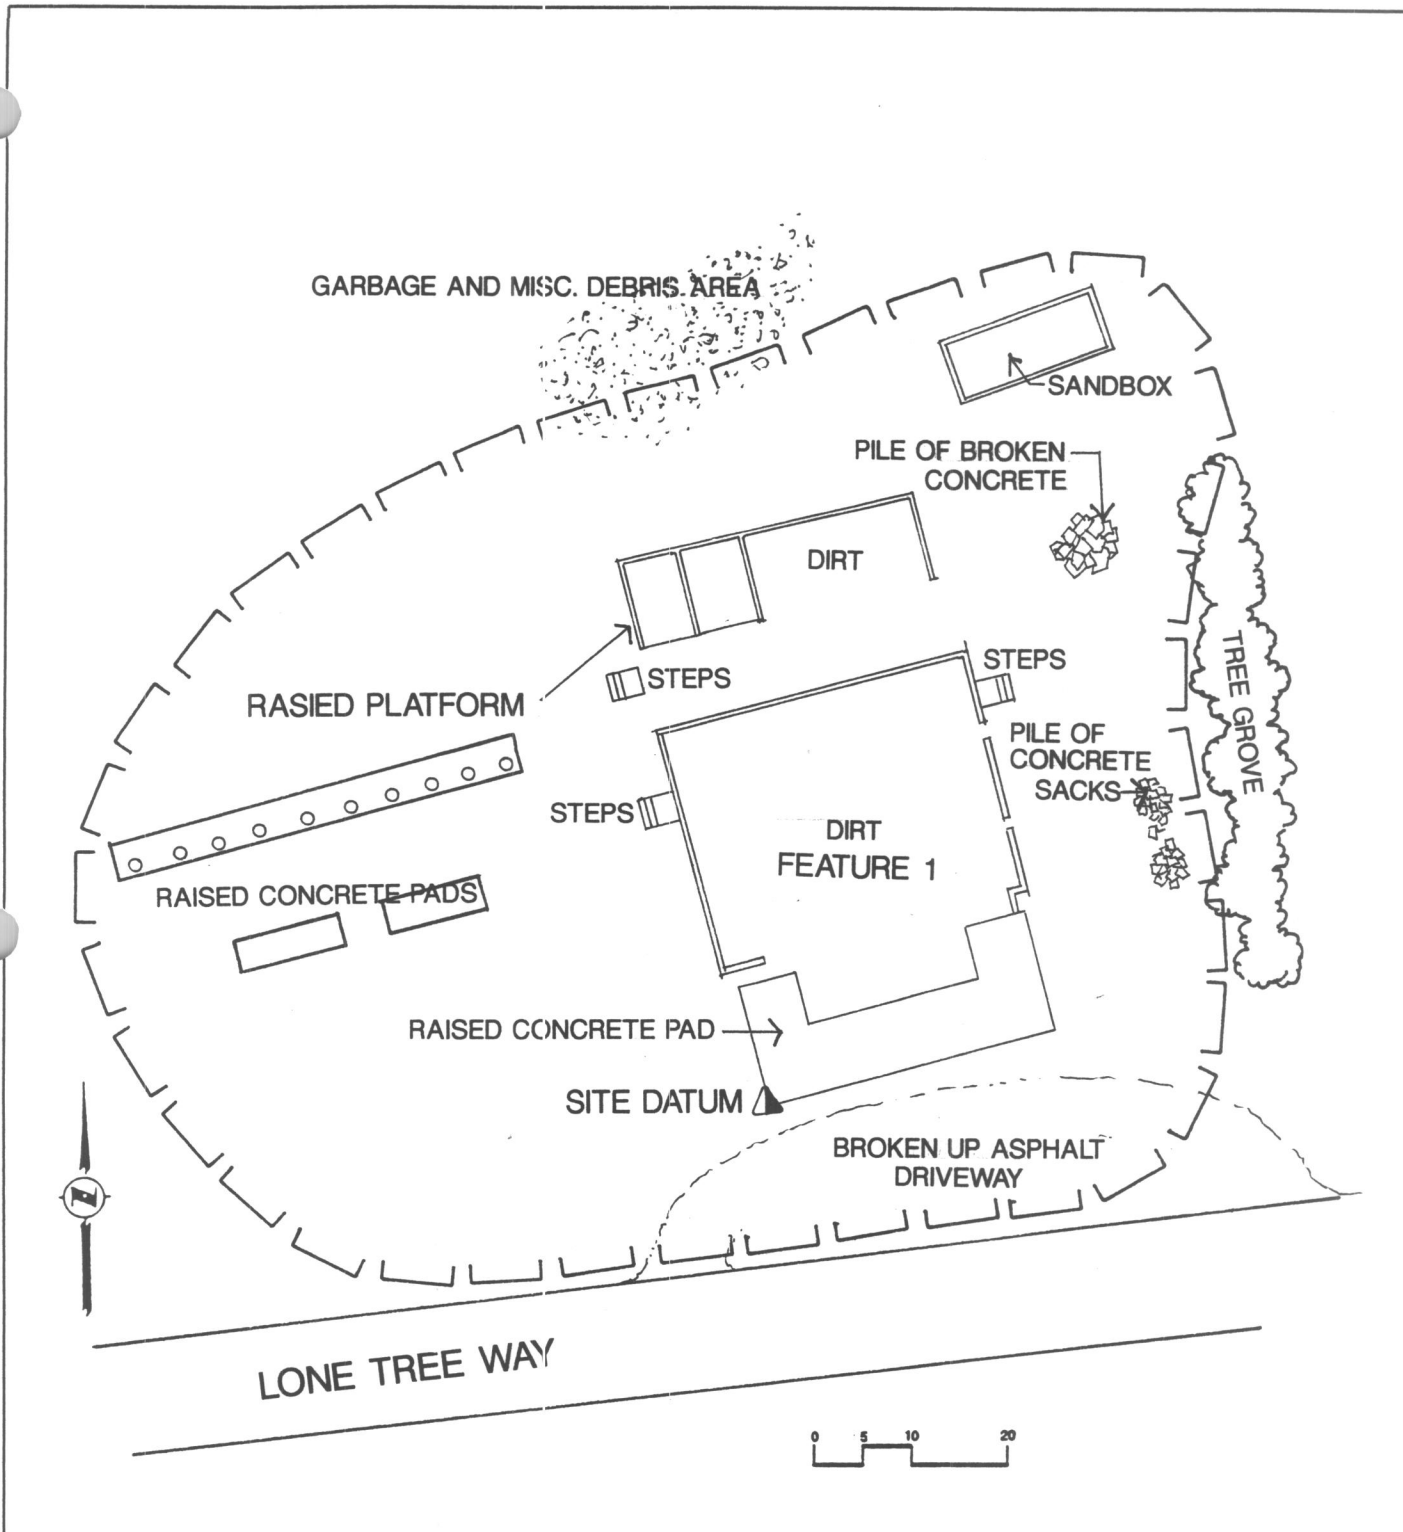 GARBAGE AND MISC. DEBRIS AREA
SANDBOX
PILE OF BROKEN
CONCRETE
DIRT
STEPS
STEPS
RASIED PLATFORM
TREE GROVE
PILE OF
CONCRETE
SACKS
STEPS
DIRT
FEATURE 1
RAISED CONCRETE PADS
RAISED CONCRETE PAD
SITE DATUM
BROKEN UP ASPHALT
DRIVEWAY
N
LONE TREE WAY
0 5 10 20